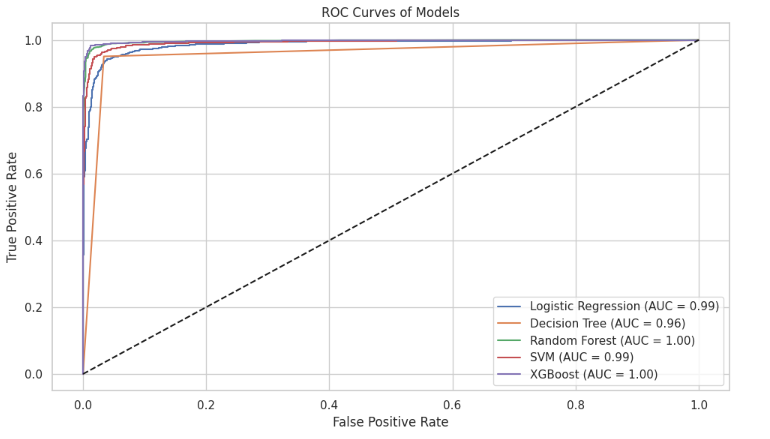 ROC Curves of Models
True Positive Rate
1.0
0.8
0.6
0.4
0.2
0.0
Logistic Regression (AUC = 0.99)
Decision Tree (AUC = 0.96)
Random Forest (AUC = 1.00)
SVM (AUC = 0.99)
XGBoost (AUC = 1.00)
0.0 0.2 0.4 0.6 0.8 1.0
False Positive Rate